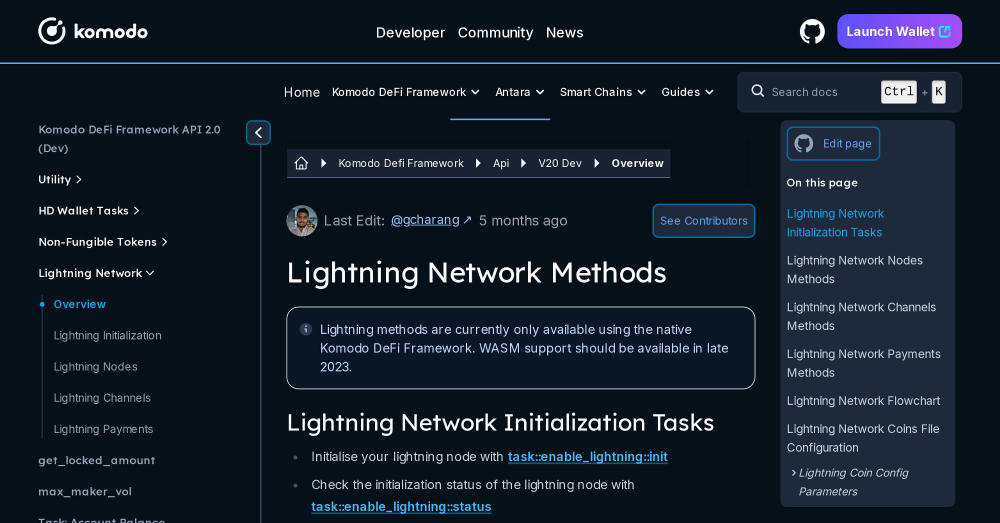 komodo
Developer
Community
News
Launch Wallet
Home
Komodo DeFi Framework
Antara
Smart Chains
Guides
Search docs
Ctrl + K
Komodo DeFi Framework API 2.0
(Dev)
Utility
HD Wallet Tasks
Non-Fungible Tokens
Lightning Network
Overview
Lightning Initialization
Lightning Nodes
Lightning Channels
Lightning Payments
get_locked_amount
max_maker_vol
Task: Account Balance
Komodo Defi Framework
Api
V20 Dev
Overview
Last Edit: @gcharang ↗ 5 months ago
See Contributors
Lightning Network Methods
Lightning methods are currently only available using the native
Komodo DeFi Framework. WASM support should be available in late
2023.
Lightning Network Initialization Tasks
Initialise your lightning node with task::enable_lightning::init
Check the initialization status of the lightning node with
task::enable_lightning::status
Edit page
On this page
Lightning Network
Initialization Tasks
Lightning Network Nodes
Methods
Lightning Network Channels
Methods
Lightning Network Payments
Methods
Lightning Network Flowchart
Lightning Network Coins File
Configuration
Lightning Coin Config
Parameters